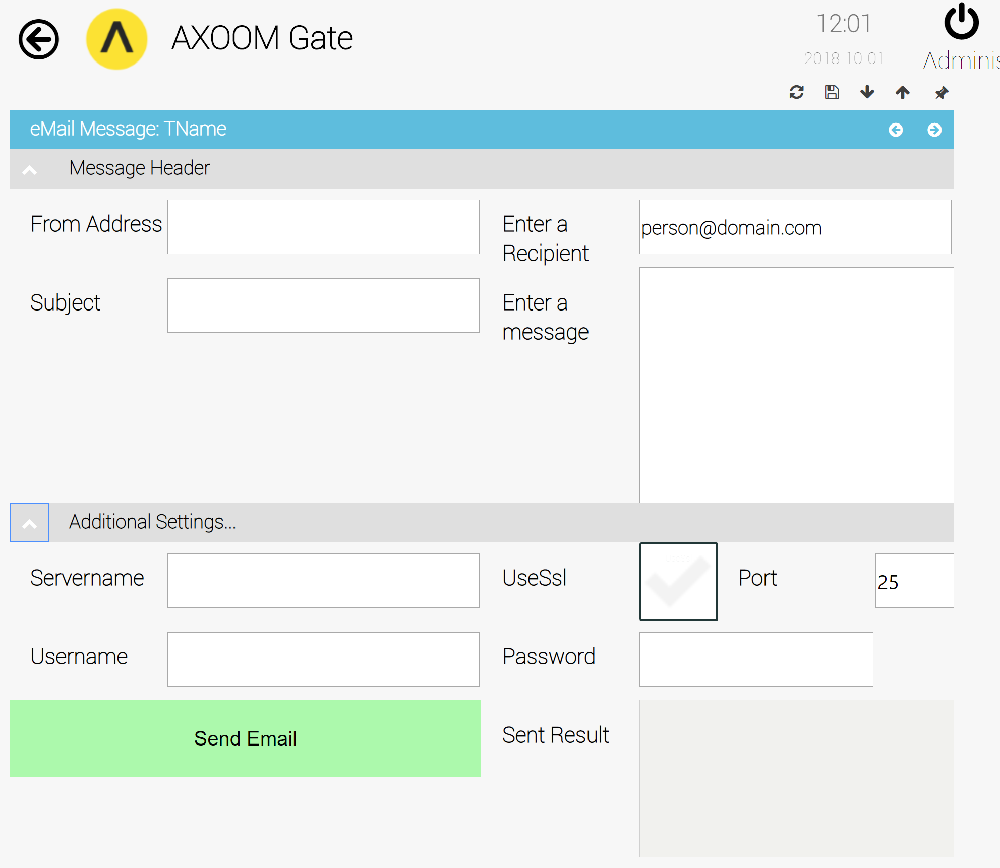 AXOOM Gate
12:01
2018-10-01
Adminis
eMail Message: TName
Message Header
From Address
Enter a
Recipient
person@domain.com
Subject
Enter a
message
Additional Settings...
Servername
UseSsl
Port
25
Username
Password
Send Email
Sent Result